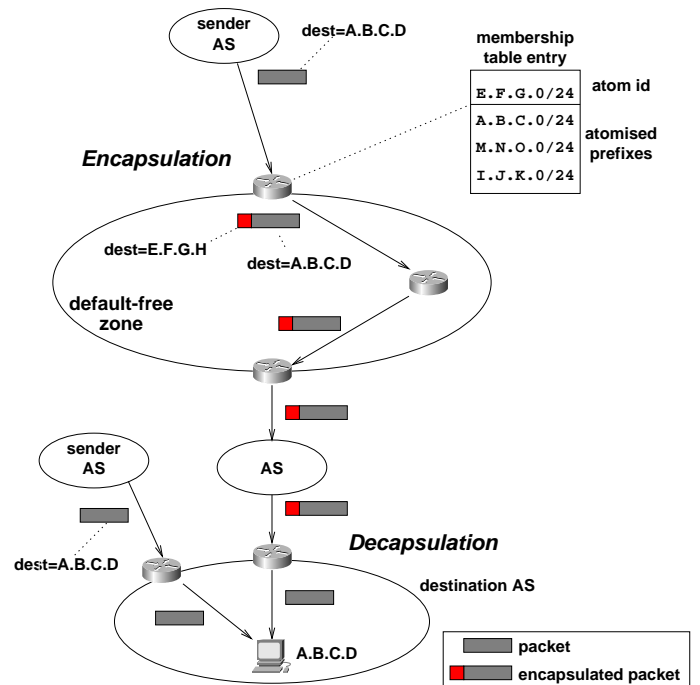 sender
AS
dest=A.B.C.D
membership
table entry
E.F.G.0/24
atom id
A.B.C.0/24
M.N.O.0/24
I.J.K.0/24
atomised
prefixes
Encapsulation
dest=E.F.G.H
dest=A.B.C.D
default-free
zone
sender
AS
AS
dest=A.B.C.D
Decapsulation
destination AS
A.B.C.D
packet
encapsulated packet